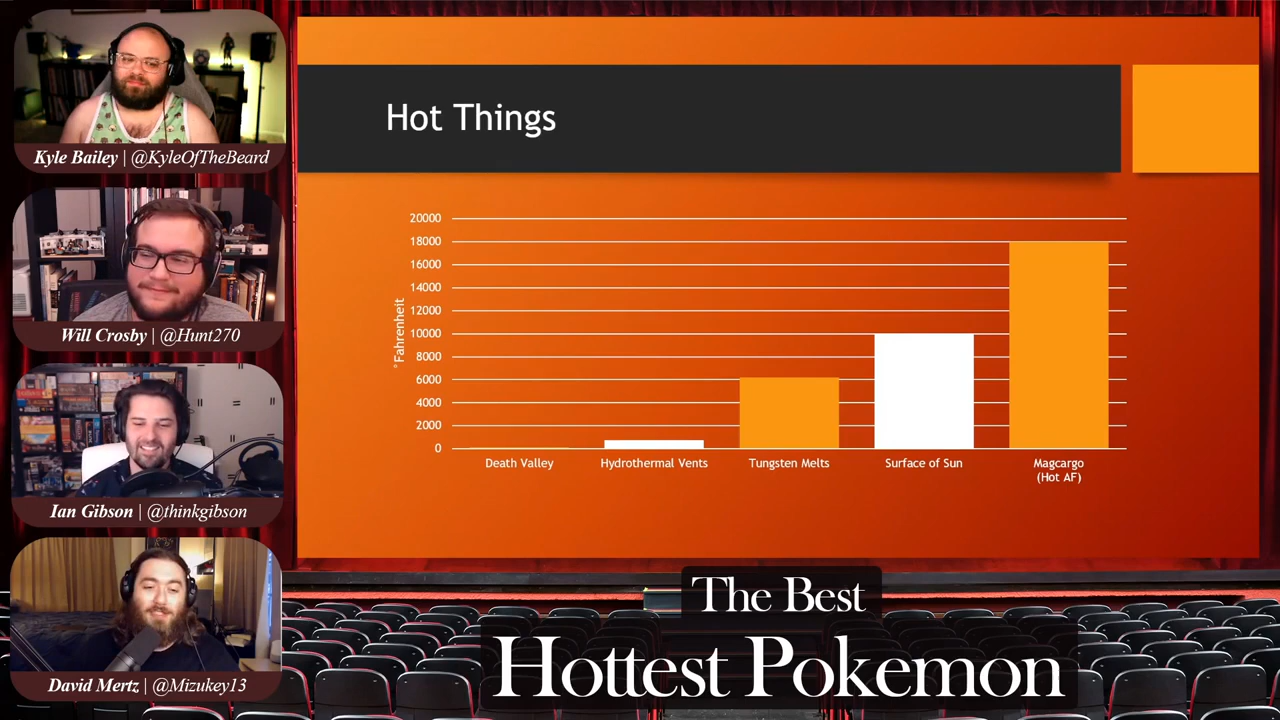 Kyle Bailey | @KyleOfTheBeard
Will Crosby | @Hunt270
Ian Gibson | @thinkgibson
David Mertz | @Mizukey13
Hot Things
°Fahrenheit
20000
18000
16000
14000
12000
10000
8000
6000
4000
2000
0
Death Valley
Hydrothermal Vents
Tungsten Melts
Surface of Sun
Magcargo
(Hot AF)
The Best
Hottest Pokemon